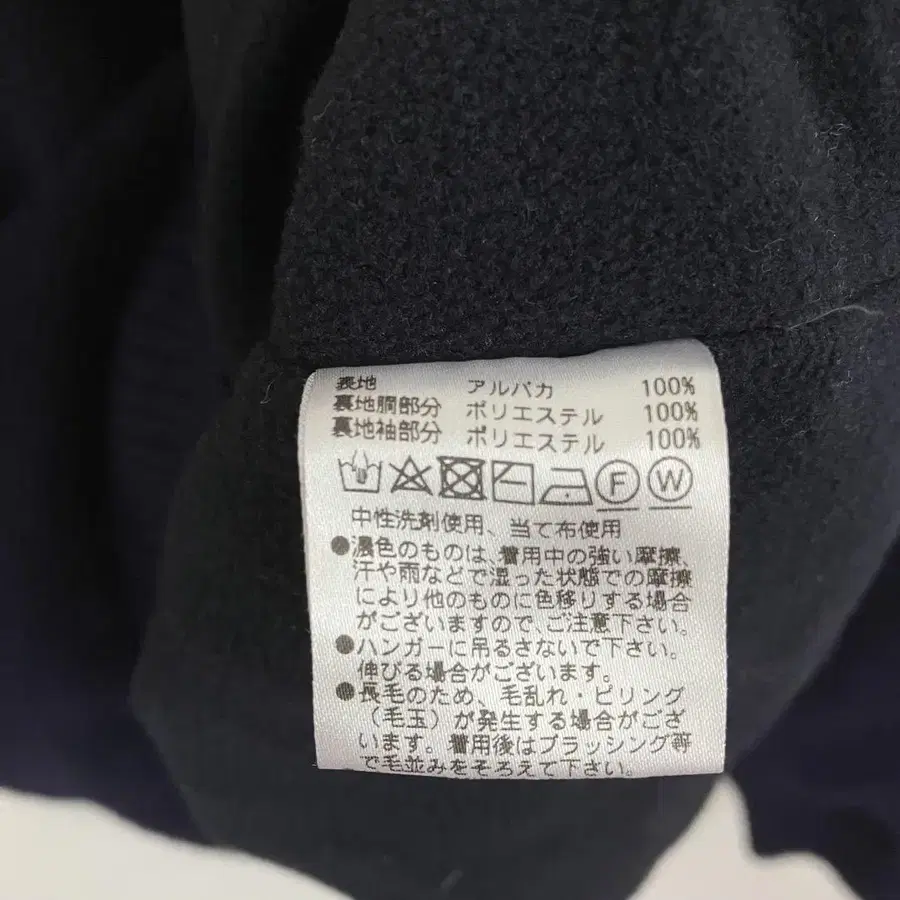 表地 アルパカ 100%
裏地胴部分 ポリエステル 100%
裏地袖部分 ポリエステル 100%
F W
中性洗剤使用、当て布使用
●濃色のものは、着用中の強い摩擦、
汗や雨などで湿った状態での摩擦
により他のものに色移りする場合
がございますので、ご注意下さい。
●ハンガーに吊るさないで下さい。
伸びる場合がございます。
●長毛のため、毛乱れ・ピリング
(毛玉)が発生する場合がござ
います。着用後はブラッシング等
で毛並みをそろえて下さい。